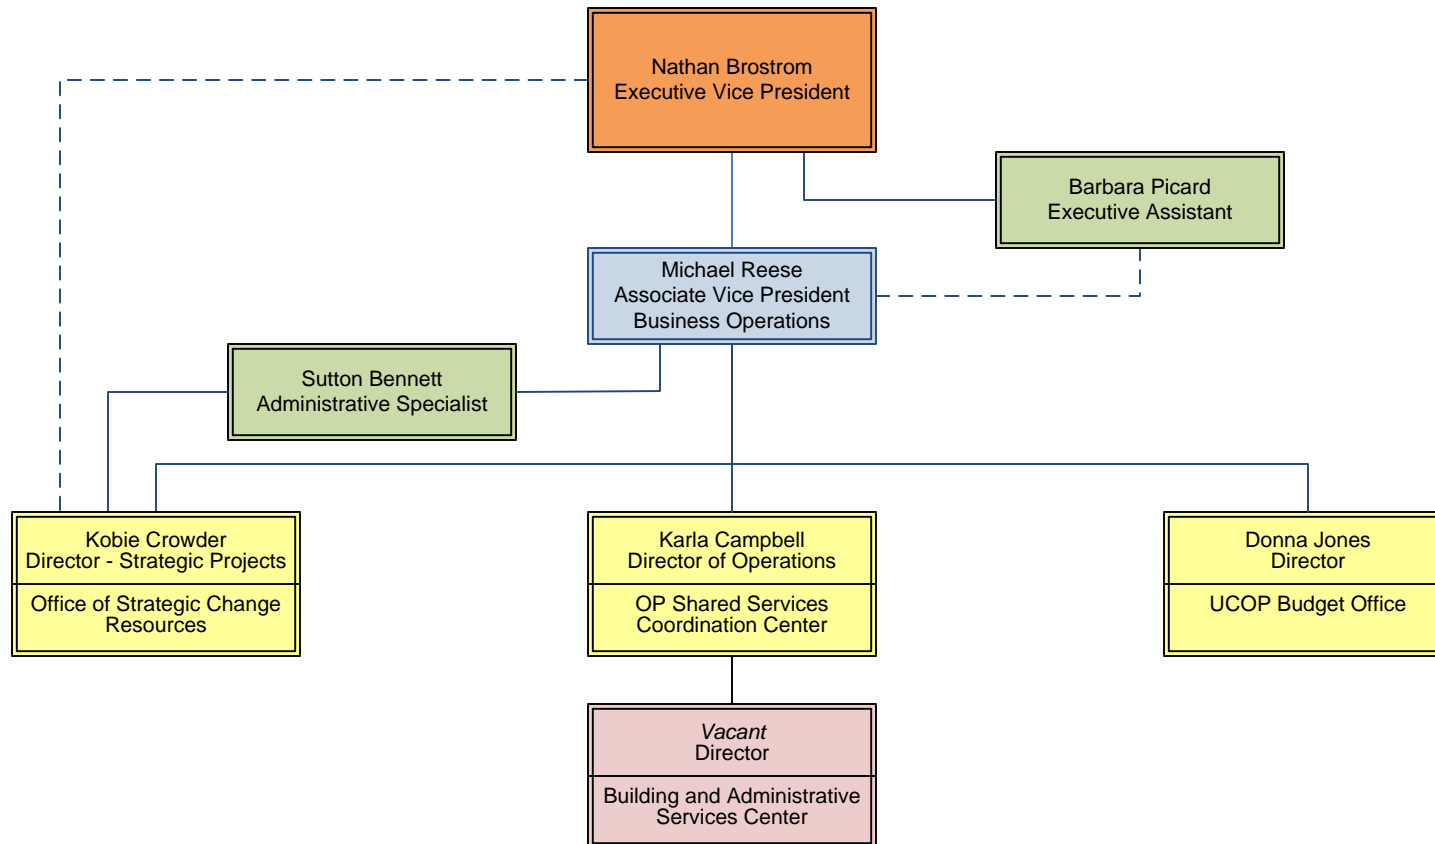 Nathan Brostrom
Executive Vice President
Barbara Picard
Executive Assistant
Michael Reese
Associate Vice President
Business Operations
Sutton Bennett
Administrative Specialist
Kobie Crowder
Director - Strategic Projects
Office of Strategic Change
Resources
Karla Campbell
Director of Operations
OP Shared Services
Coordination Center
Donna Jones
Director
UCOP Budget Office
Vacant
Director
Building and Administrative
Services Center